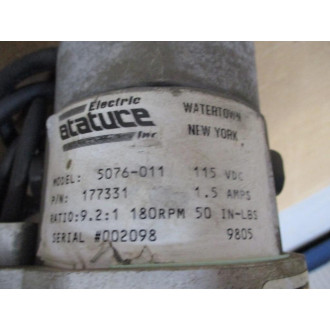 Electric
atatuce
Inc
WATERTOWN
NEW YORK
MODEL: 5076-011 115 VDC
P/N: 177331 1.5 AMPS
RATIO:9.2:1 180RPM 50 IN-LBS
SERIAL #002098 9805